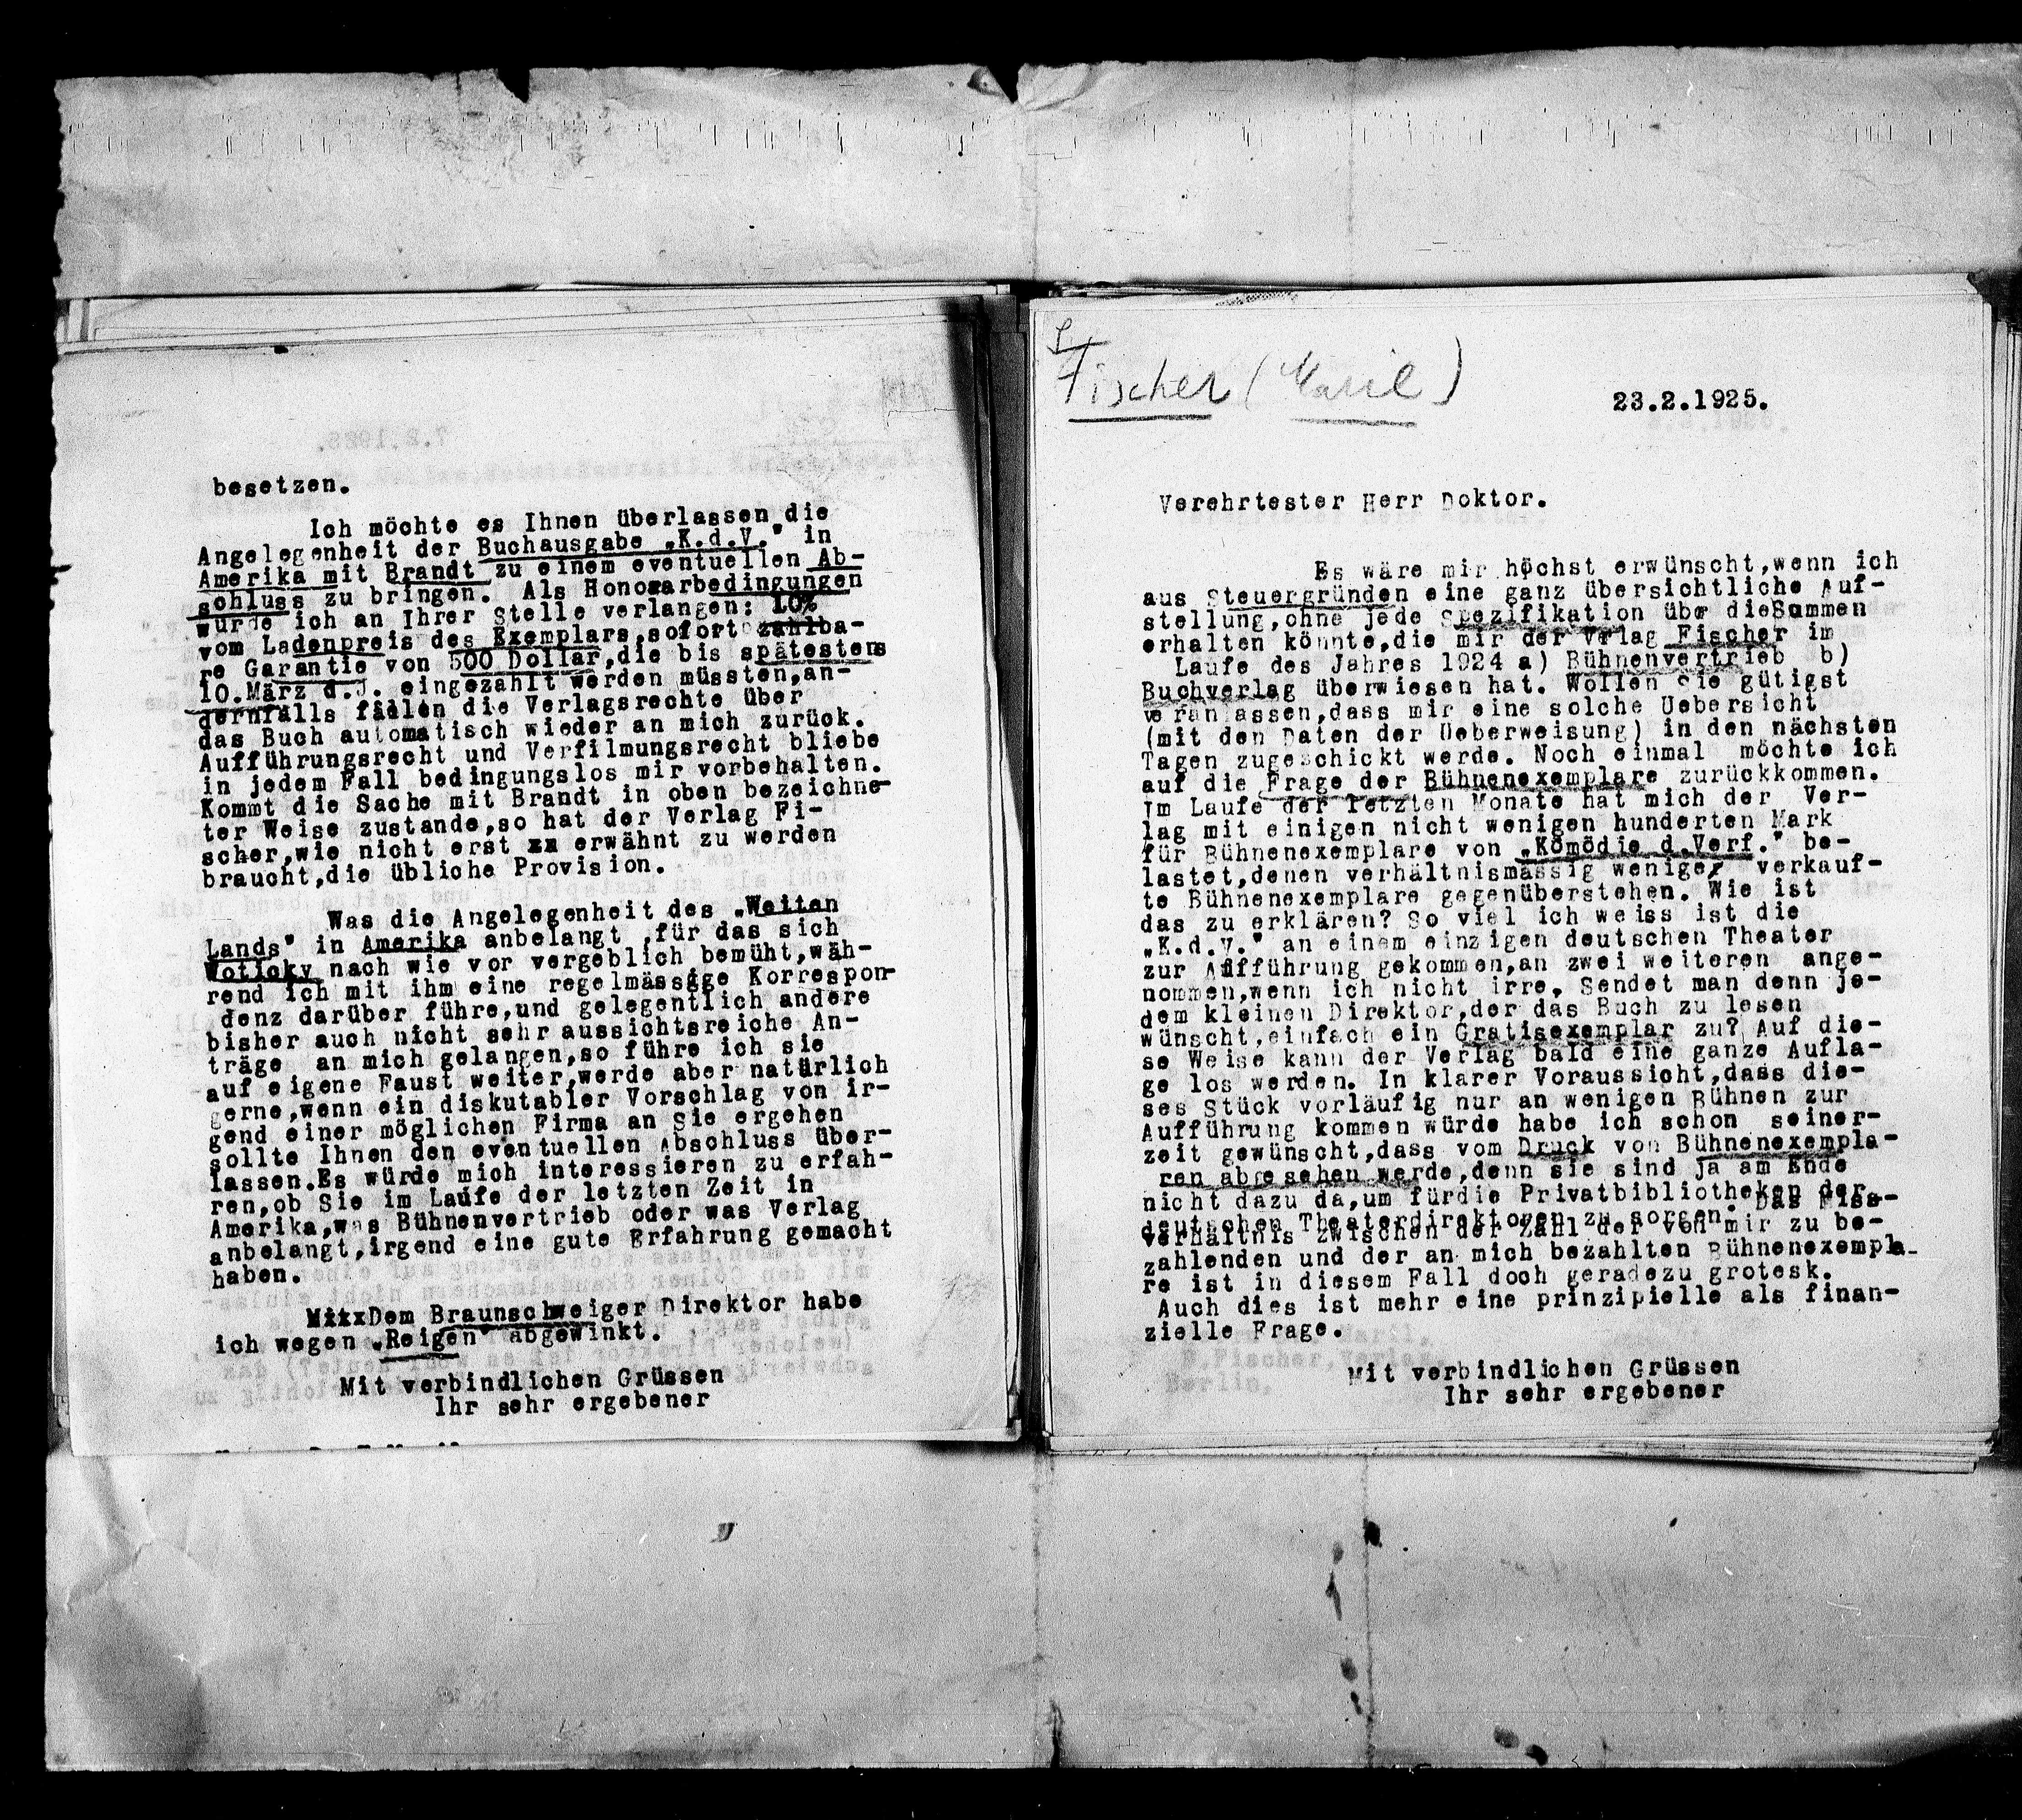 besetzen.
Ich möchte es Ihnen überlassen,die
Angelegenheit der Buchausgabe „K.d.V." in
Amerika mit Brandt zu einem eventuellen Ab-
schluss zu bringen. Als Honorarbedingungen
würde ich an Ihrer Stelle verlangen: 10%
vom Ladenpreis des Exemplars,sofort zahlba-
re Garantie von 500 Dollar,die bis spätestens
10.März d.J. eingezahlt werden müssten,an-
dernfalls fallen die Verlagsrechte über
das Buch automatisch wieder an mich zurück.
Aufführungsrecht und Verfilmungsrecht bliebe
in jedem Fall bedingungslos mir vorbehalten.
Kommt die Sache mit Brandt in oben bezeichne-
ter Weise zustande,so hat der Verlag Fi-
scher,wie nicht erst zu erwähnt zu werden
braucht,die übliche Provision.
Was die Angelegenheit des „Weiten
Lands" in Amerika anbelangt ,für das sich
Woticky nach wie vor vergeblich bemüht,wäh-
rend ich mit ihm eine regelmässige Korrespon-
denz darüber führe,und gelegentlich andere
bisher auch nicht sehr aussichtsreiche An-
träge an mich gelangen,so führe ich sie
auf eigene Faust weiter,werde aber natürlich
gerne,wenn ein diskutabler Vorschlag von ir-
gend einer möglichen Firma an Sie ergehen
sollte Ihnen den eventuellen Abschluss über-
lassen.Es würde mich interessieren zu erfah-
ren,ob Sie im Laufe der letzten Zeit in
Amerika,was Bühnenvertrieb oder was Verlag
anbelangt,irgend eine gute Erfahrung gemacht
haben.
MitxDem Braunschweiger Direktor habe
ich wegen „Reigen" abgewinkt.
Mit verbindlichen Grüssen
Ihr sehr ergebener
Fischer (Maril)
23.2.1925.
Verehrtester Herr Doktor.
Es wäre mir höchst erwünscht,wenn ich
aus Steuergründen eine ganz übersichtliche Auf-
stellung,ohne jede Spezifikation über dieSummen
erhalten könnte,die mir der Verlag Fischer im
Laufe des Jahres 1924 a) Bühnenvertrieb b)
Buchverlag überwiesen hat. Wollen Sie gütigst
veranlassen,dass mir eine solche Uebersicht
(mit den Daten der Ueberweisung) in den nächsten
Tagen zugeschickt werde. Noch einmal möchte ich
auf die Frage der Bühnenexemplare zurückkommen.
Im Laufe der letzten Monate hat mich der Ver-
lag mit einigen nicht wenigen hunderten Mark
für Bühnenexemplare von „Komödie d.Verf." be-
lastet,denen verhältnismässig weniger verkauf-
te Bühnenexemplare gegenüberstehen. Wie ist
das zu erklären? So viel ich weiss ist die
„K.d.V." an einem einzigen deutschen Theater
zur Aufführung gekommen,an zwei weiteren ange-
nommen,wenn ich nicht irre. Sendet man denn je-
dem kleinen Direktor,der das Buch zu lesen
wünscht,einfach ein Gratisexemplar zu? Auf die-
se Weise kann der Verlag bald eine ganze Aufla-
ge los werden. In klarer Voraussicht,dass die-
ses Stück vorläufig nur an wenigen Bühnen zur
Aufführung kommen würde habe ich schon seiner-
zeit gewünscht,dass vom Druck von Bühnenexempla-
ren abgesehen werde,denn sie sind ja am Ende
nicht dazu da,um fürdie Privatbibliotheken der
deutschen Theaterdirektoren zu sorgen. Das Miss-
verhältnis zwischen der Zahl der von mir zu be-
zahlenden und der an mich bezahlten Bühnenexempla-
re ist in diesem Fall doch geradezu grotesk.
Auch dies ist mehr eine prinzipielle als finan-
zielle Frage.
Mit verbindlichen Grüssen
Ihr sehr ergebener